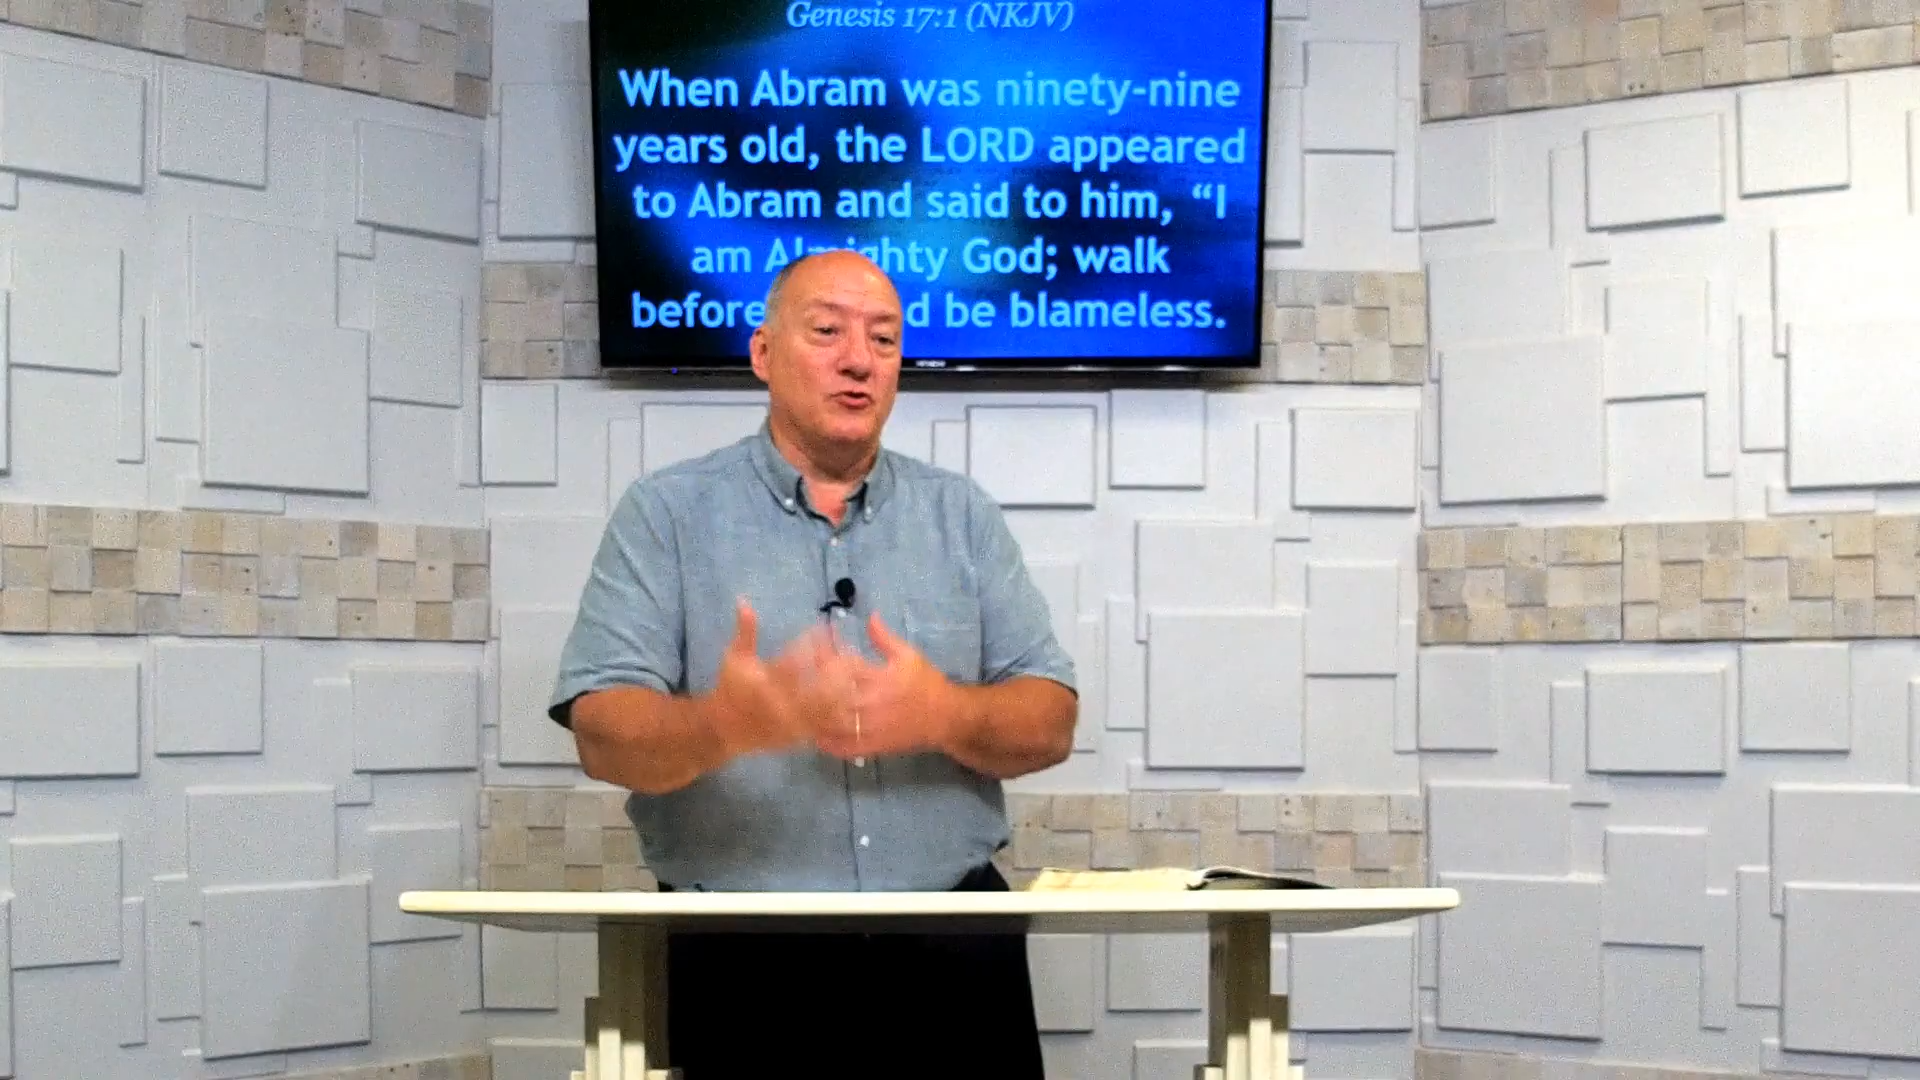 Genesis 17:1 (NKJV)
When Abram was ninety-nine
years old, the LORD appeared
to Abram and said to him, “I
am Almighty God; walk
before d be blameless.